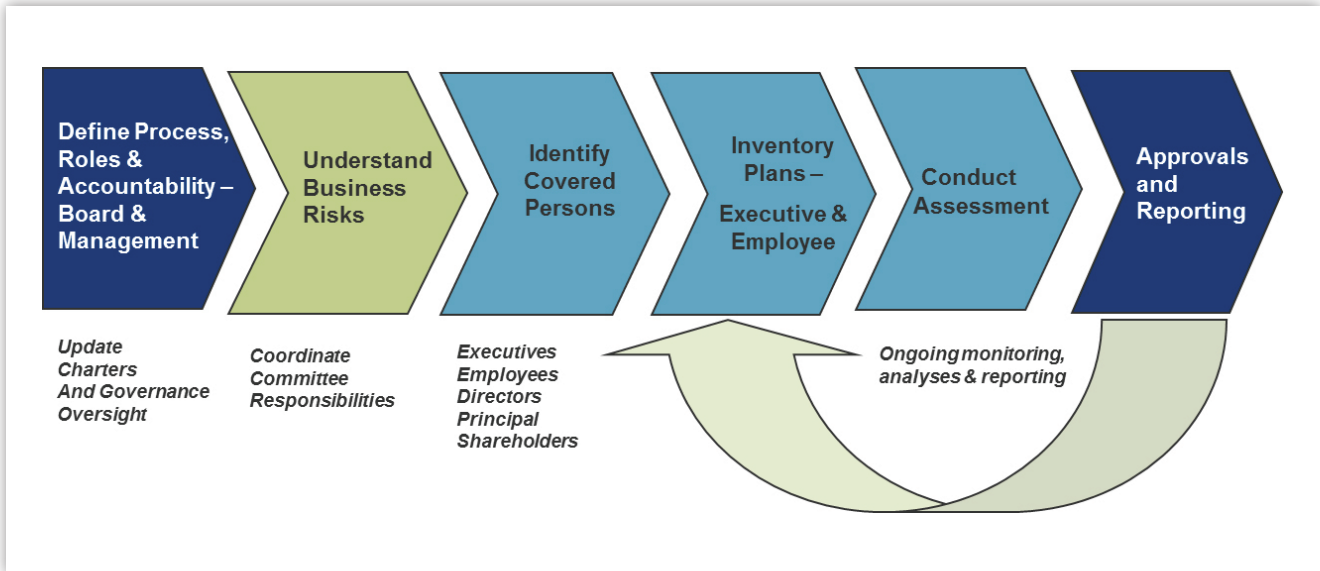 Define Process,
Roles &
Accountability –
Board &
Management
Understand
Business
Risks
Identify
Covered
Persons
Inventory
Plans –
Executive &
Employee
Conduct
Assessment
Approvals
and
Reporting
Update
Charters
And Governance
Oversight
Coordinate
Committee
Responsibilities
Executives
Employees
Directors
Principal
Shareholders
Ongoing monitoring,
analyses & reporting